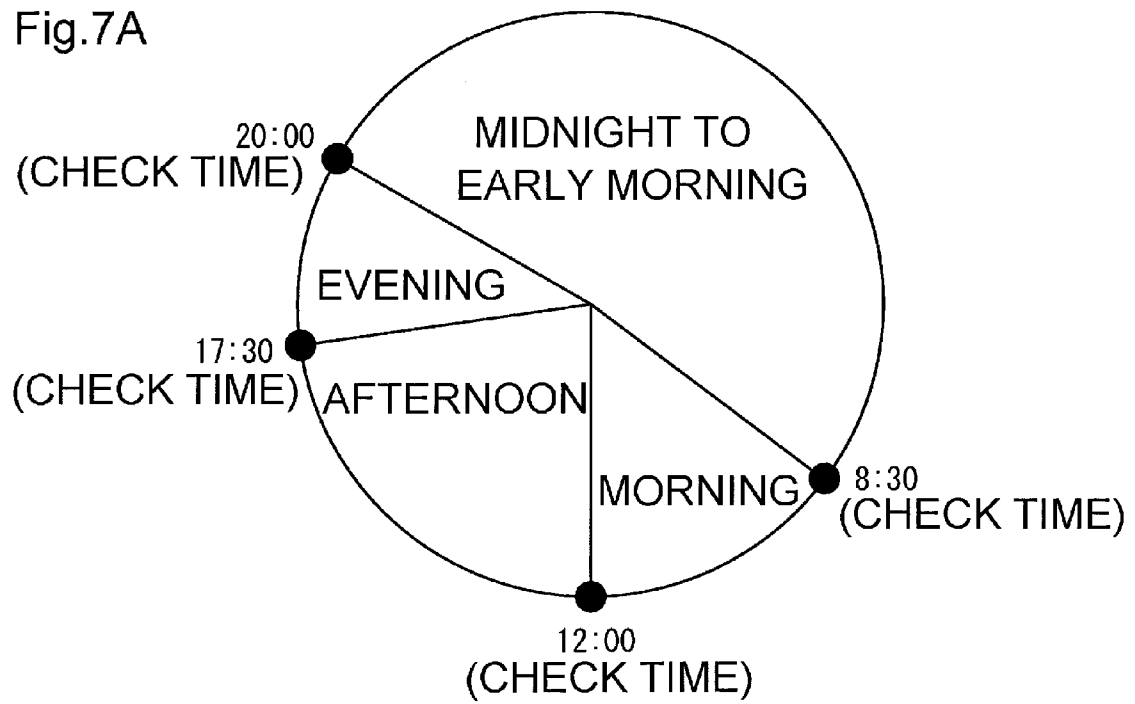 Fig.7A
20:00
(CHECK TIME)
MIDNIGHT TO
EARLY MORNING
EVENING
17:30
(CHECK TIME)
AFTERNOON
MORNING
8:30
(CHECK TIME)
12:00
(CHECK TIME)